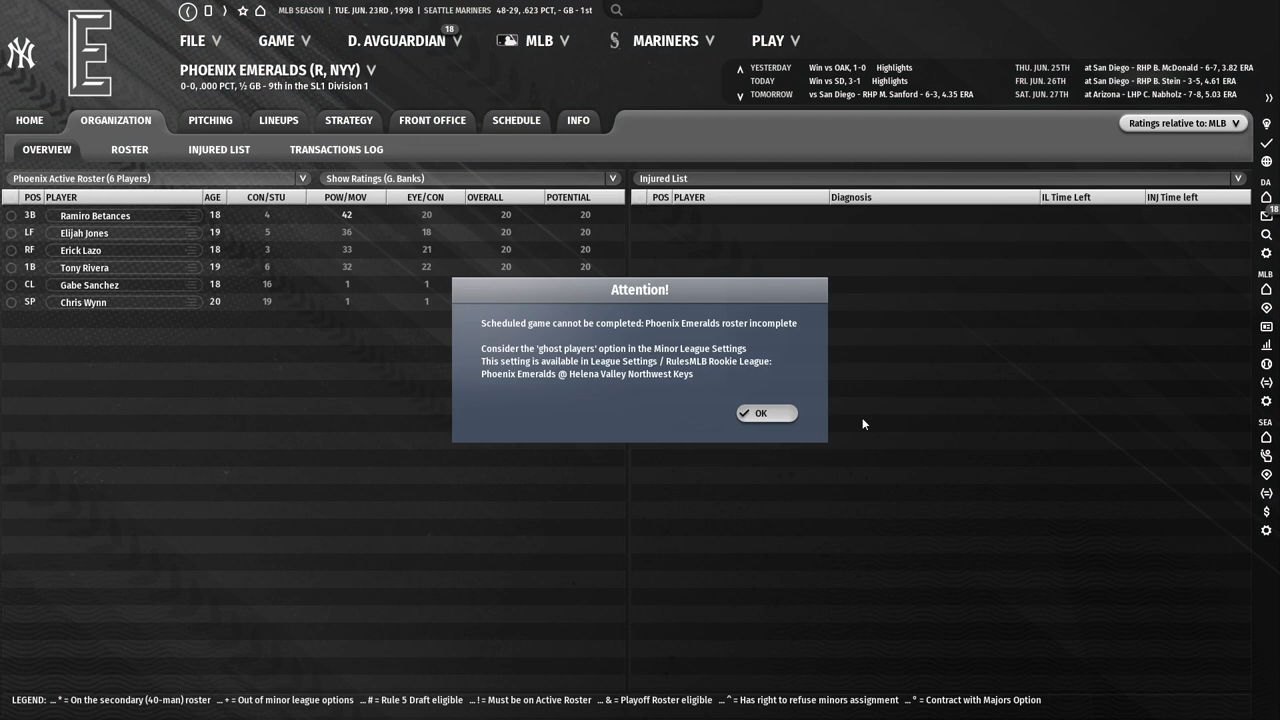 MLB SEASON | TUE. JUN. 23RD , 1998 | SEATTLE MARINERS 48-29, .623 PCT, - GB - 1st
FILE GAME D. AVGUARDIAN 18 MLB MARINERS PLAY
PHOENIX EMERALDS (R, NYY)
0-0, .000 PCT, ½ GB - 9th in the SL1 Division 1
YESTERDAY Win vs OAK, 1-0 Highlights THU. JUN. 25TH at San Diego - RHP B. McDonald - 6-7, 3.82 ERA
TODAY Win vs SD, 3-1 Highlights FRI. JUN. 26TH at San Diego - RHP B. Stein - 3-5, 4.61 ERA
TOMORROW vs San Diego - RHP M. Sanford - 6-3, 4.35 ERA SAT. JUN. 27TH at Arizona - LHP C. Nabholz - 7-8, 5.03 ERA
E
HOME ORGANIZATION PITCHING LINEUPS STRATEGY FRONT OFFICE SCHEDULE INFO
Ratings relative to: MLB
OVERVIEW ROSTER INJURED LIST TRANSACTIONS LOG
Phoenix Active Roster (6 Players) Show Ratings (G. Banks) Injured List
POS PLAYER AGE CON/STU POW/MOV EYE/CON OVERALL POTENTIAL POS PLAYER Diagnosis IL Time Left INJ Time left
3B Ramiro Betances 18 4 42 20 20 20
LF Elijah Jones 19 5 36 18 20 20
RF Erick Lazo 18 3 33 21 20 20
1B Tony Rivera 19 6 32 22 20 20
CL Gabe Sanchez 18 16 1 1
SP Chris Wynn 20 19 1 1
Attention!
Scheduled game cannot be completed: Phoenix Emeralds roster incomplete
Consider the 'ghost players' option in the Minor League Settings
This setting is available in League Settings / RulesMLB Rookie League:
Phoenix Emeralds @ Helena Valley Northwest Keys
OK
DA
18
MLB
SEA
LEGEND: ... * = On the secondary (40-man) roster ... + = Out of minor league options ... # = Rule 5 Draft eligible ... ! = Must be on Active Roster ... & = Playoff Roster eligible ... ^ = Has right to refuse minors assignment ... ° = Contract with Majors Option